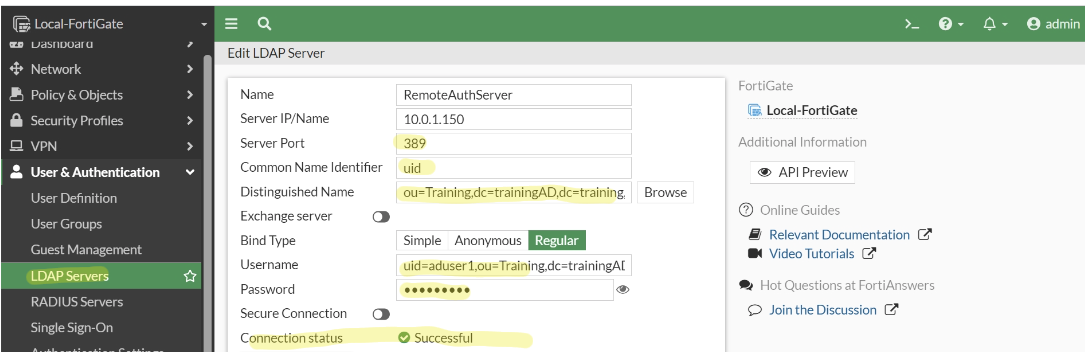 Local-FortiGate
admin
Dashboard
Network
Policy & Objects
Security Profiles
VPN
User & Authentication
User Definition
User Groups
Guest Management
LDAP Servers
RADIUS Servers
Single Sign-On
Authentication Settings
Edit LDAP Server
Name RemoteAuthServer
Server IP/Name 10.0.1.150
Server Port 389
Common Name Identifier uid
Distinguished Name ou=Training,dc=trainingAD,dc=training, Browse
Exchange server
Bind Type Simple Anonymous Regular
Username uid=aduser1,ou=Training,dc=trainingAD
Password •••••••••
Secure Connection
Connection status Successful
FortiGate
Local-FortiGate
Additional Information
API Preview
Online Guides
Relevant Documentation
Video Tutorials
Hot Questions at FortiAnswers
Join the Discussion